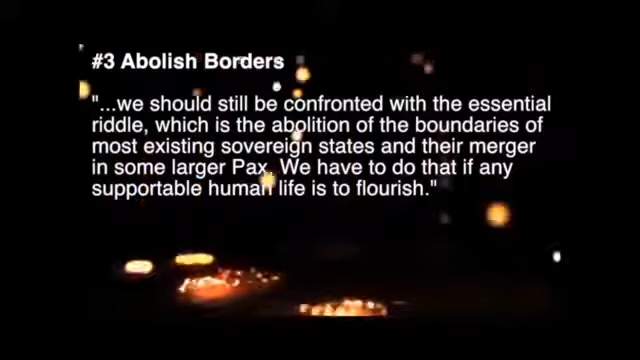 #3 Abolish Borders
"...we should still be confronted with the essential
riddle, which is the abolition of the boundaries of
most existing sovereign states and their merger
in some larger Pax. We have to do that if any
supportable human life is to flourish."